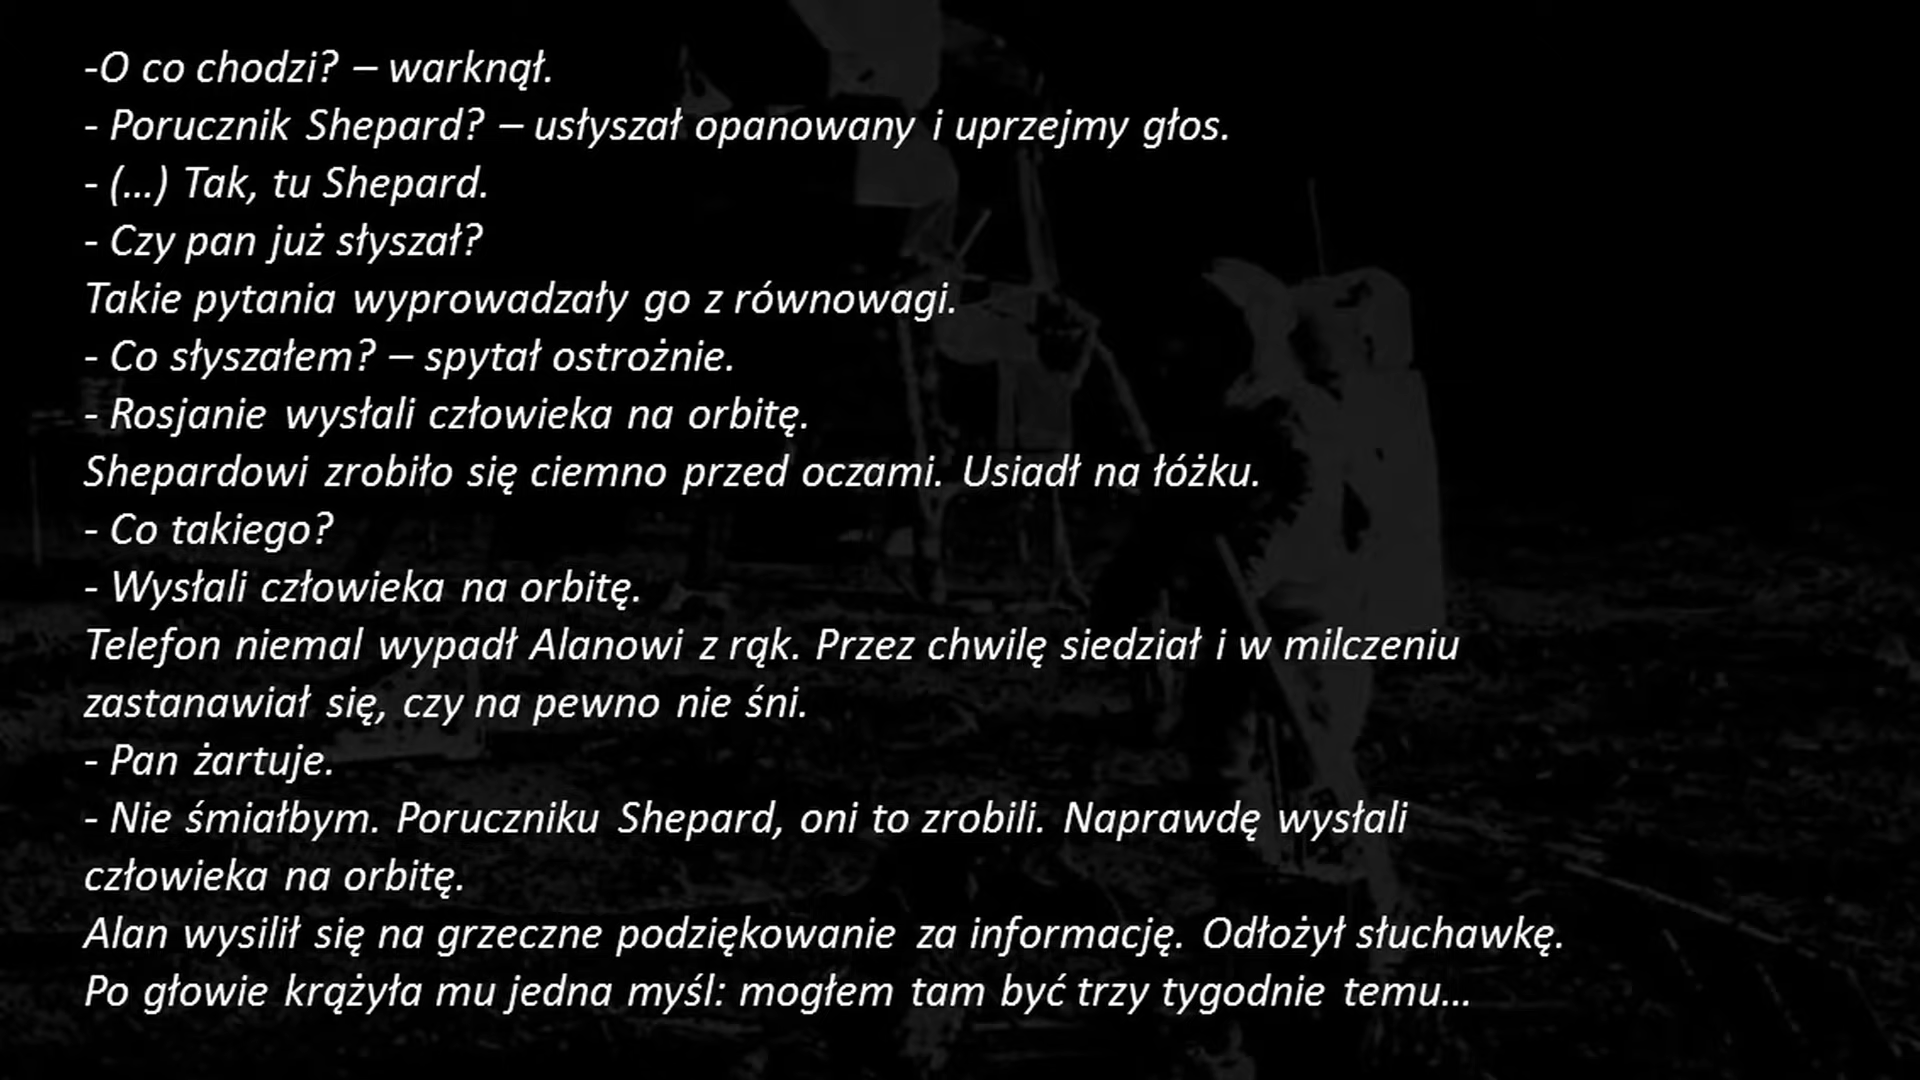 -O co chodzi? – warknął.
- Porucznik Shepard? – usłyszał opanowany i uprzejmy głos.
- (…) Tak, tu Shepard.
- Czy pan już słyszał?
Takie pytania wyprowadzały go z równowagi.
- Co słyszałem? – spytał ostrożnie.
- Rosjanie wysłali człowieka na orbitę.
Shepardowi zrobiło się ciemno przed oczami. Usiadł na łóżku.
- Co takiego?
- Wysłali człowieka na orbitę.
Telefon niemal wypadł Alanowi z rąk. Przez chwilę siedział i w milczeniu
zastanawiał się, czy na pewno nie śni.
- Pan żartuje.
- Nie śmiałbym. Poruczniku Shepard, oni to zrobili. Naprawdę wysłali
człowieka na orbitę.
Alan wysilił się na grzeczne podziękowanie za informację. Odłożył słuchawkę.
Po głowie krążyła mu jedna myśl: mogłem tam być trzy tygodnie temu…